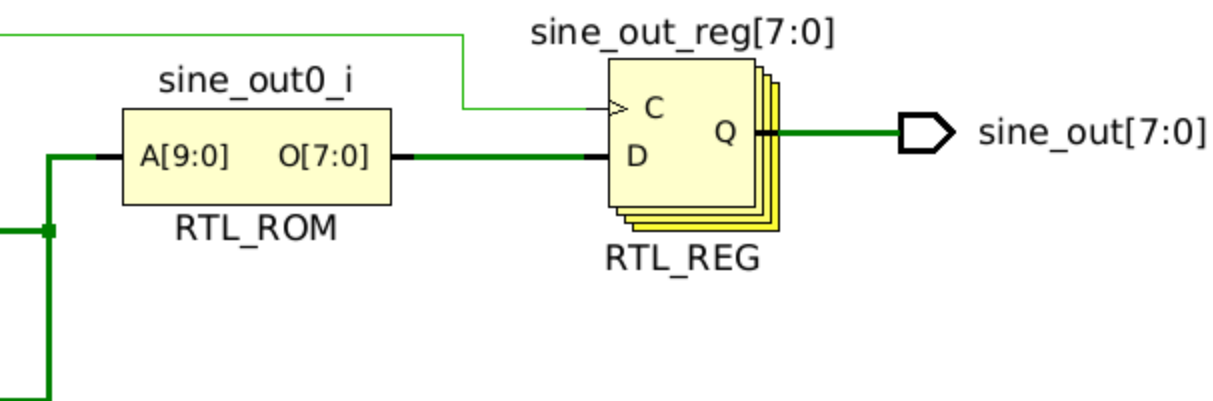 sine_out_reg[7:0]
sine_out0_i
C
Q
sine_out[7:0]
A[9:0] O[7:0]
D
RTL_ROM
RTL_REG